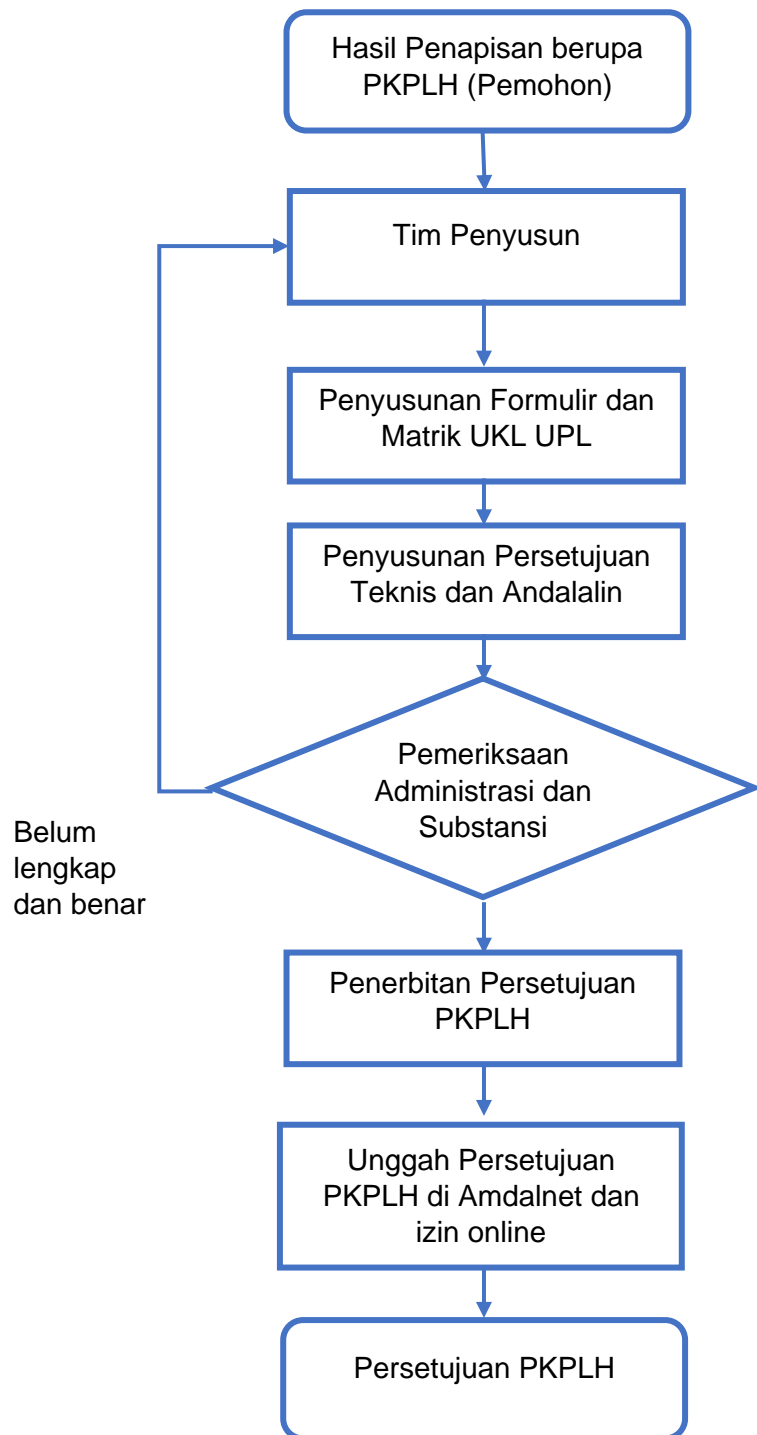 Hasil Penapisan berupa
PKPLH (Pemohon)
Tim Penyusun
Penyusunan Formulir dan
Matrik UKL UPL
Penyusunan Persetujuan
Teknis dan Andalalin
Pemeriksaan
Administrasi dan
Substansi
Belum
lengkap
dan benar
Penerbitan Persetujuan
PKPLH
Unggah Persetujuan
PKPLH di Amdalnet dan
izin online
Persetujuan PKPLH